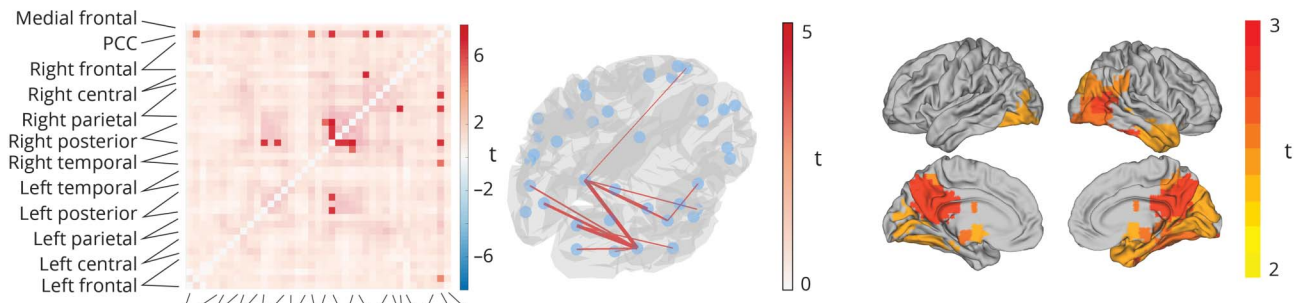 Medial frontal
PCC
Right frontal
Right central
Right parietal
Right posterior
Right temporal
Left temporal
Left posterior
Left parietal
Left central
Left frontal
6
2
t
−2
−6
5
t
0
3
t
2